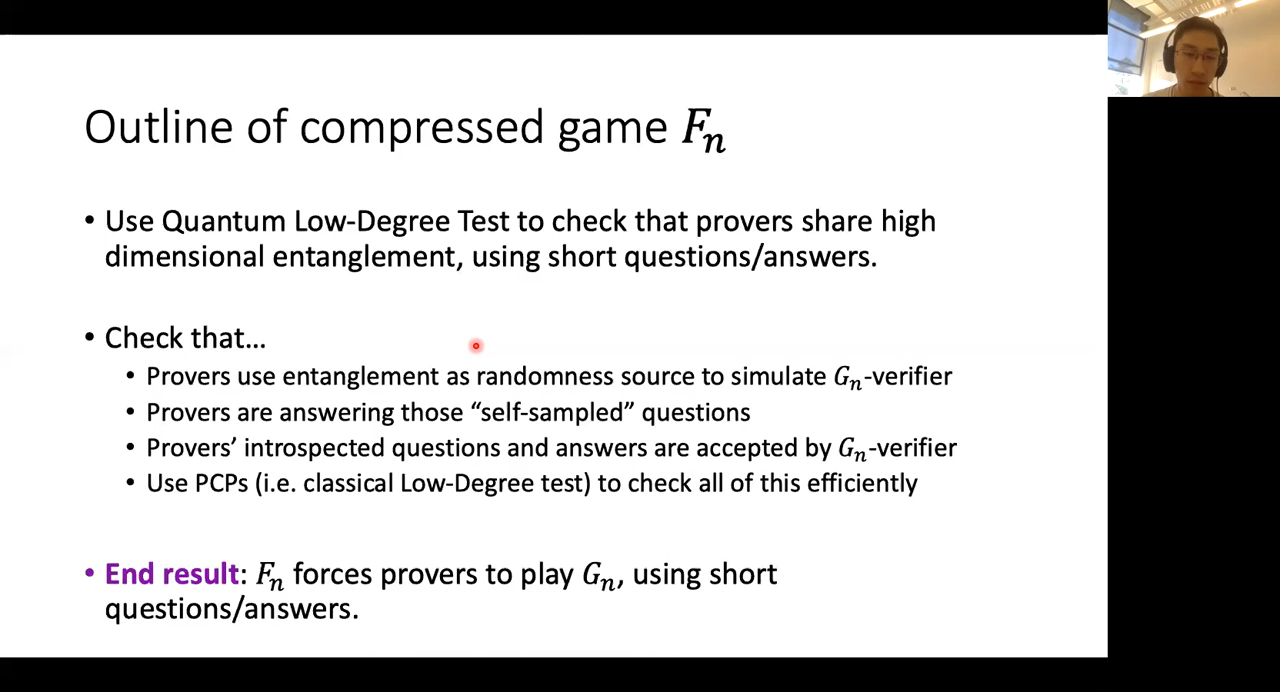 Outline of compressed game Fₙ
• Use Quantum Low-Degree Test to check that provers share high
dimensional entanglement, using short questions/answers.
• Check that…
• Provers use entanglement as randomness source to simulate Gₙ-verifier
• Provers are answering those “self-sampled” questions
• Provers’ introspected questions and answers are accepted by Gₙ-verifier
• Use PCPs (i.e. classical Low-Degree test) to check all of this efficiently
• End result: Fₙ forces provers to play Gₙ, using short
questions/answers.